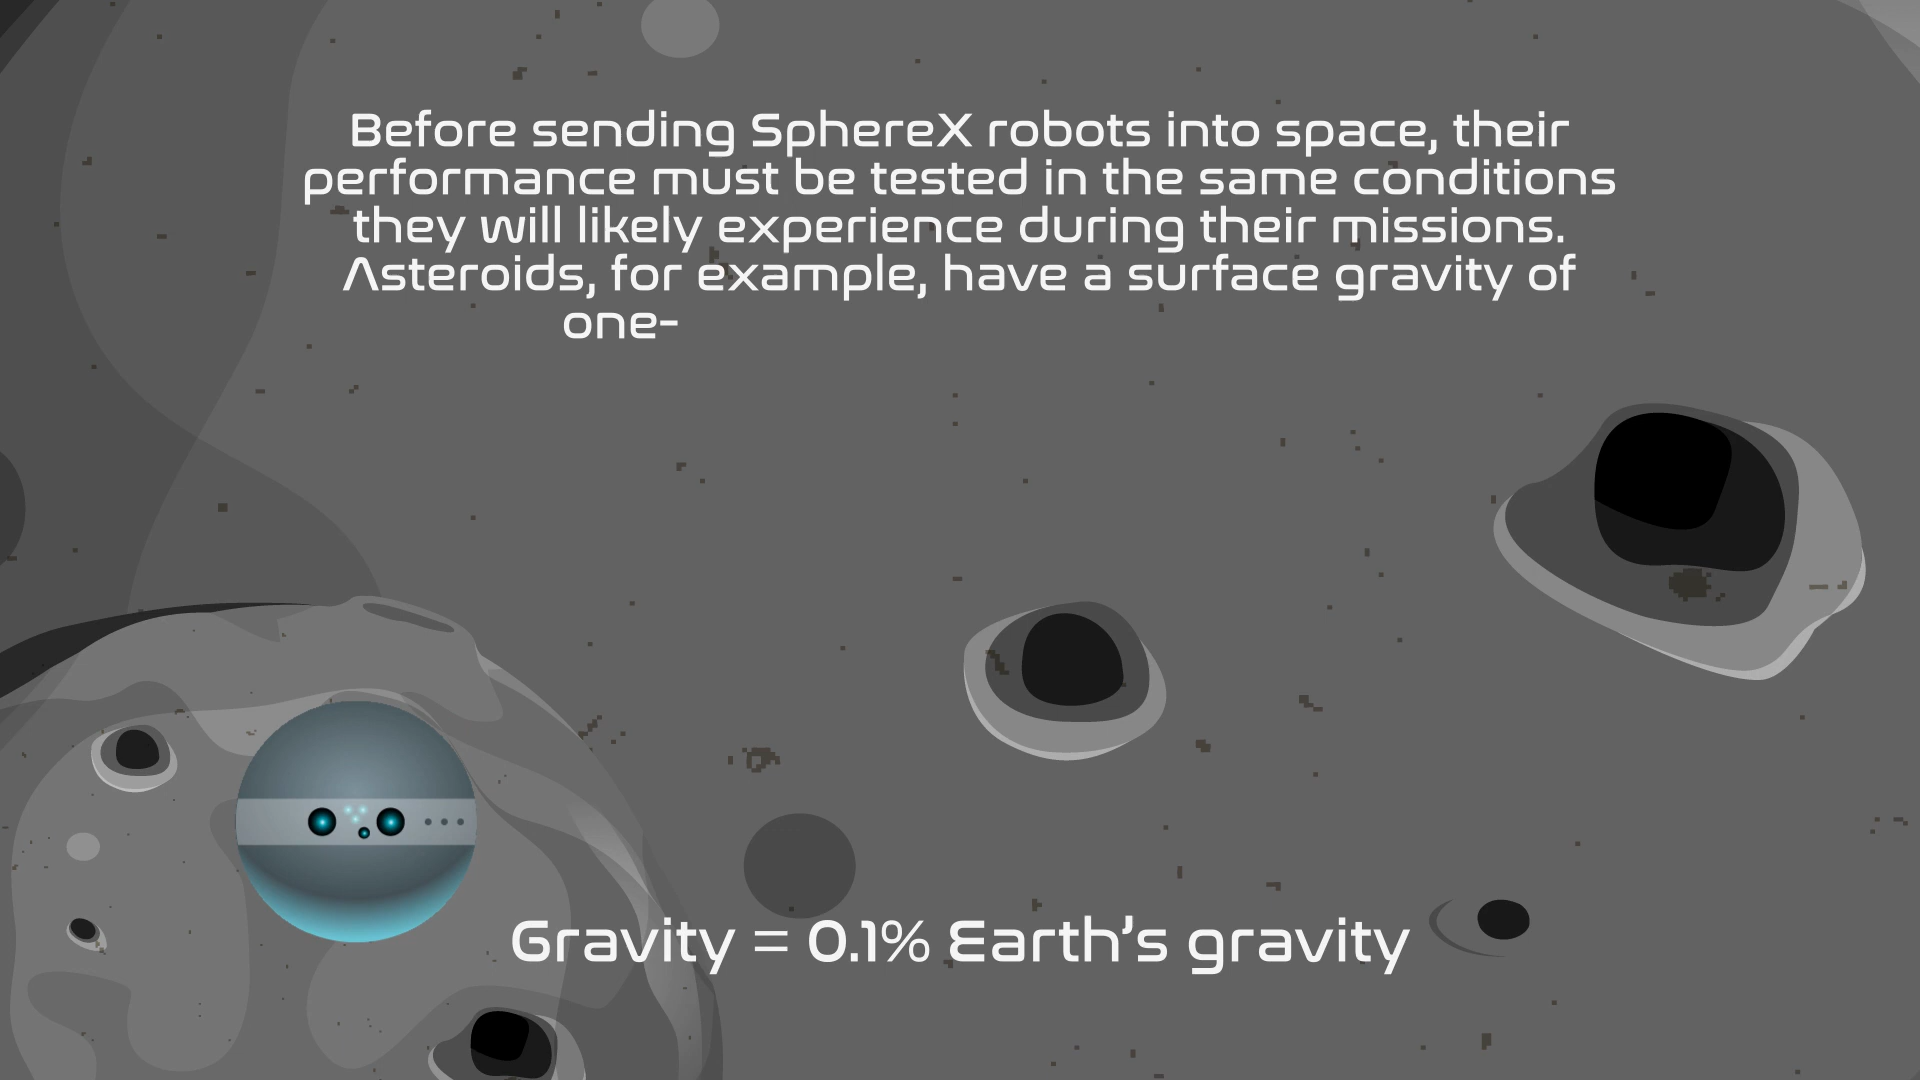 Before sending SphereX robots into space, their
performance must be tested in the same conditions
they will likely experience during their missions.
Asteroids, for example, have a surface gravity of
one-
Gravity = 0.1% Earth's gravity